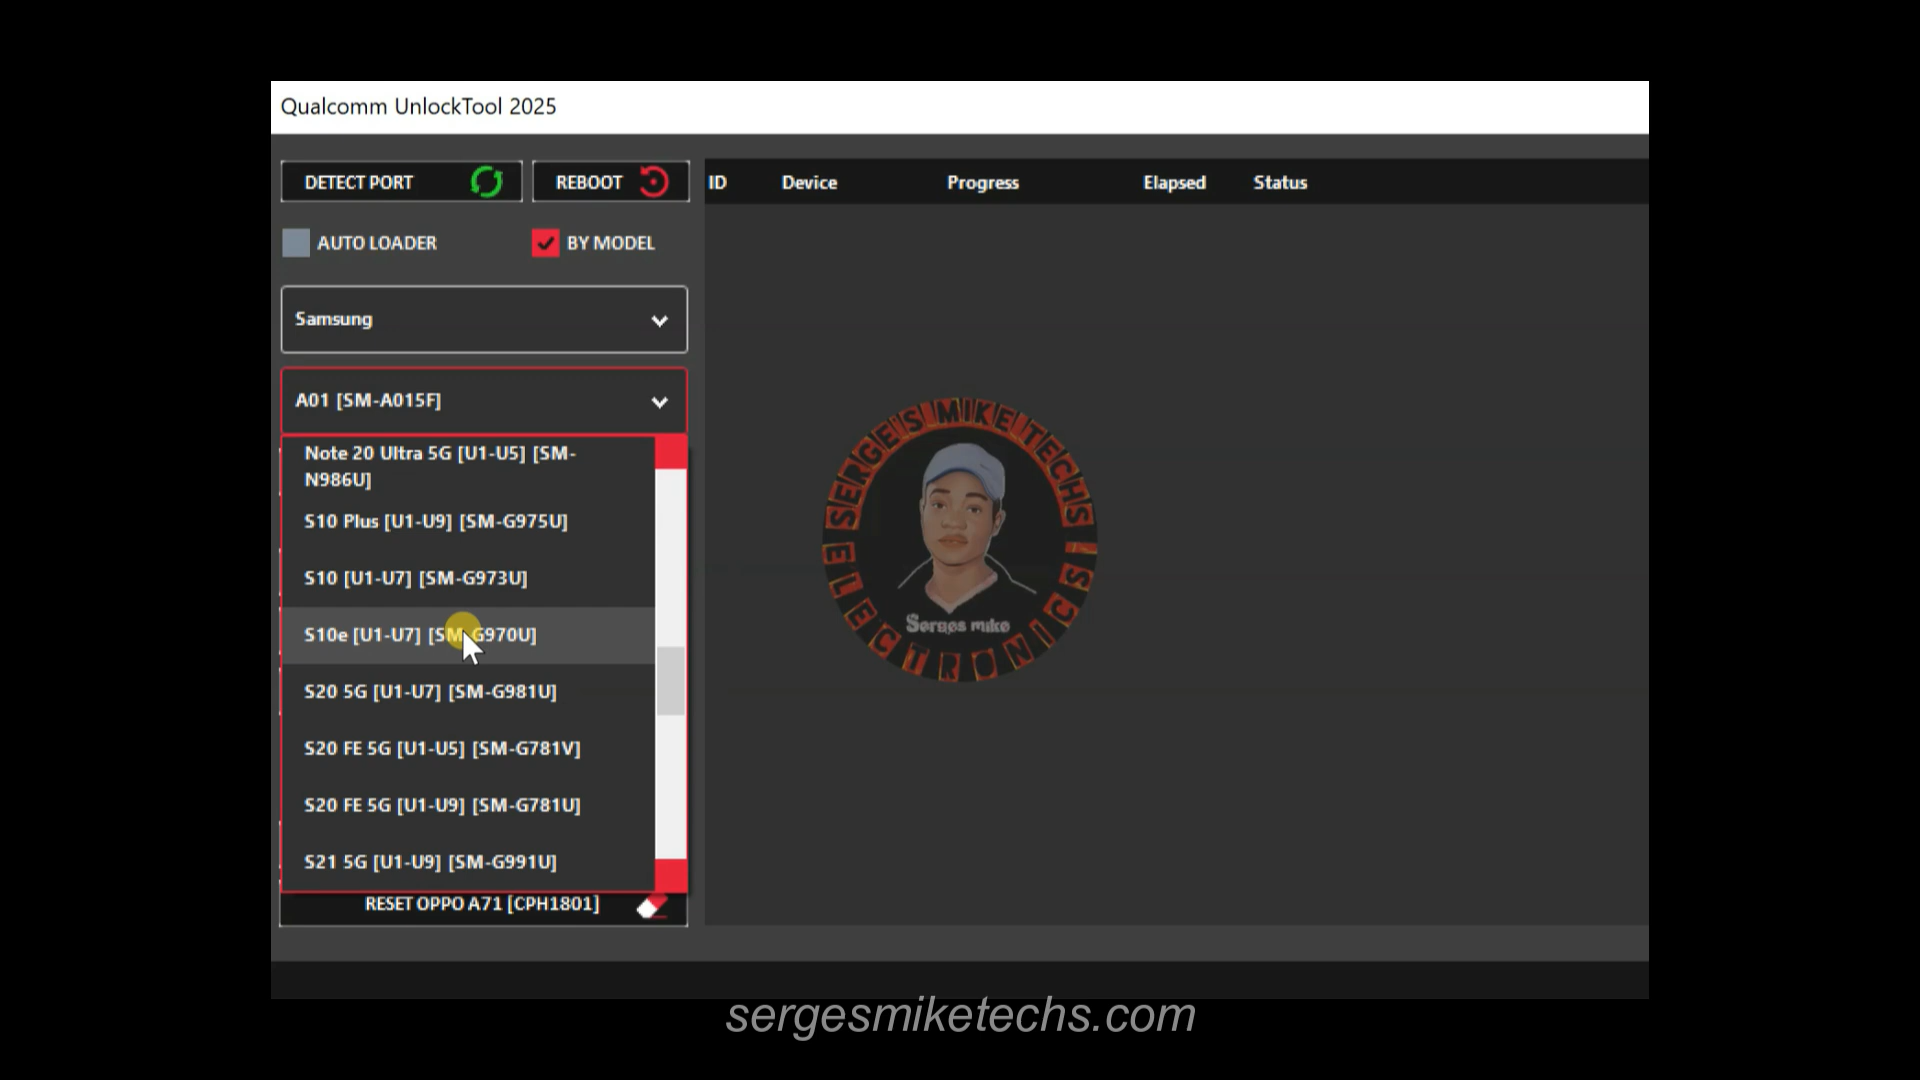 Qualcomm UnlockTool 2025
DETECT PORT
REBOOT
ID Device Progress Elapsed Status
AUTO LOADER
BY MODEL
Samsung
A01 [SM-A015F]
Note 20 Ultra 5G [U1-U5] [SM-
N986U]
S10 Plus [U1-U9] [SM-G975U]
S10 [U1-U7] [SM-G973U]
S10e [U1-U7] [SM-G970U]
S20 5G [U1-U7] [SM-G981U]
S20 FE 5G [U1-U5] [SM-G781V]
S20 FE 5G [U1-U9] [SM-G781U]
S21 5G [U1-U9] [SM-G991U]
RESET OPPO A71 [CPH1801]
SERGES MIKE TECHS
Serges mike
ELECTRONICS
sergesmiketechs.com